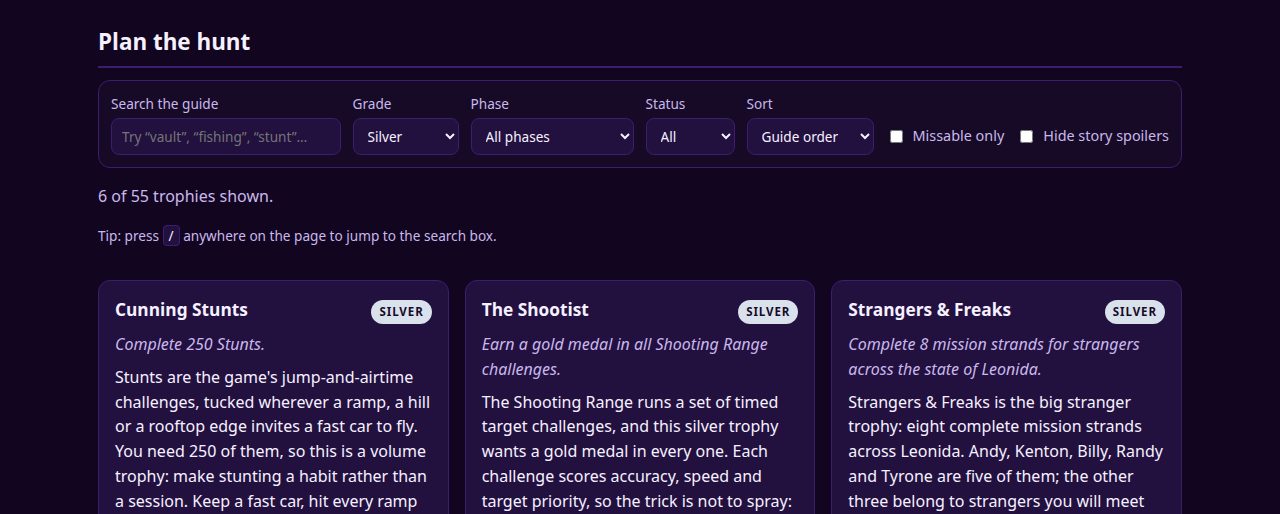 Plan the hunt
Search the guide
Grade
Phase
Status
Sort
Try “vault”, “fishing”, “stunt”...
Silver
All phases
All
Guide order
Missable only
Hide story spoilers
6 of 55 trophies shown.
Tip: press / anywhere on the page to jump to the search box.
Cunning Stunts
SILVER
Complete 250 Stunts.
Stunts are the game's jump-and-airtime
challenges, tucked wherever a ramp, a hill
or a rooftop edge invites a fast car to fly.
You need 250 of them, so this is a volume
trophy: make stunting a habit rather than
a session. Keep a fast car, hit every ramp
The Shootist
SILVER
Earn a gold medal in all Shooting Range
challenges.
The Shooting Range runs a set of timed
target challenges, and this silver trophy
wants a gold medal in every one. Each
challenge scores accuracy, speed and
target priority, so the trick is not to spray:
Strangers & Freaks
SILVER
Complete 8 mission strands for strangers
across the state of Leonida.
Strangers & Freaks is the big stranger
trophy: eight complete mission strands
across Leonida. Andy, Kenton, Billy, Randy
and Tyrone are five of them; the other
three belong to strangers you will meet